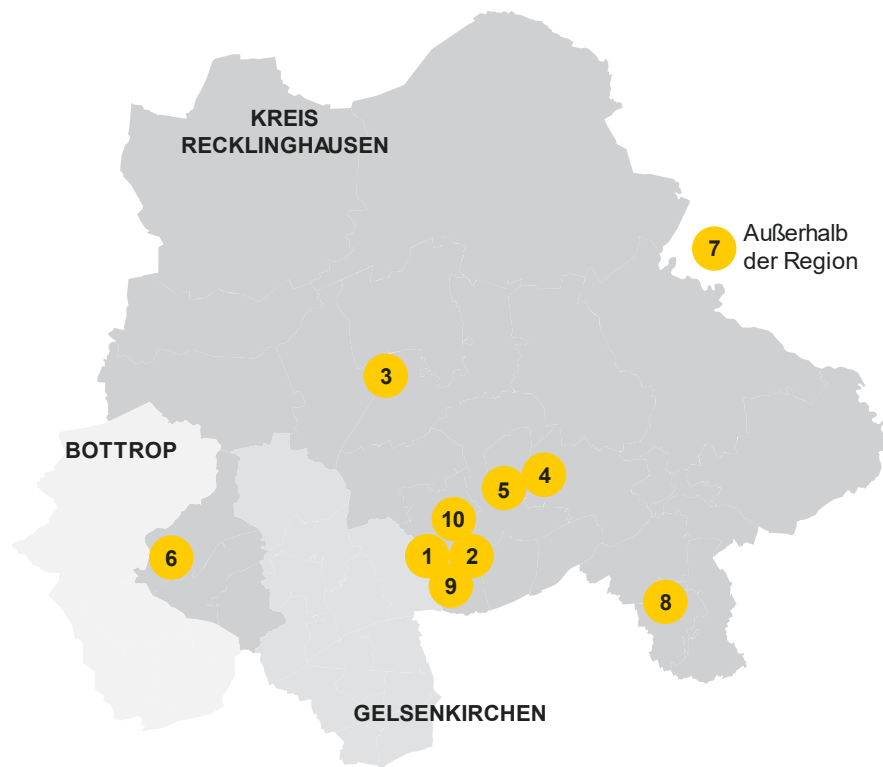 KREIS
RECKLINGHAUSEN
7
Außerhalb
der Region
3
BOTTROP
4
5
10
6
1
2
9
8
GELSENKIRCHEN